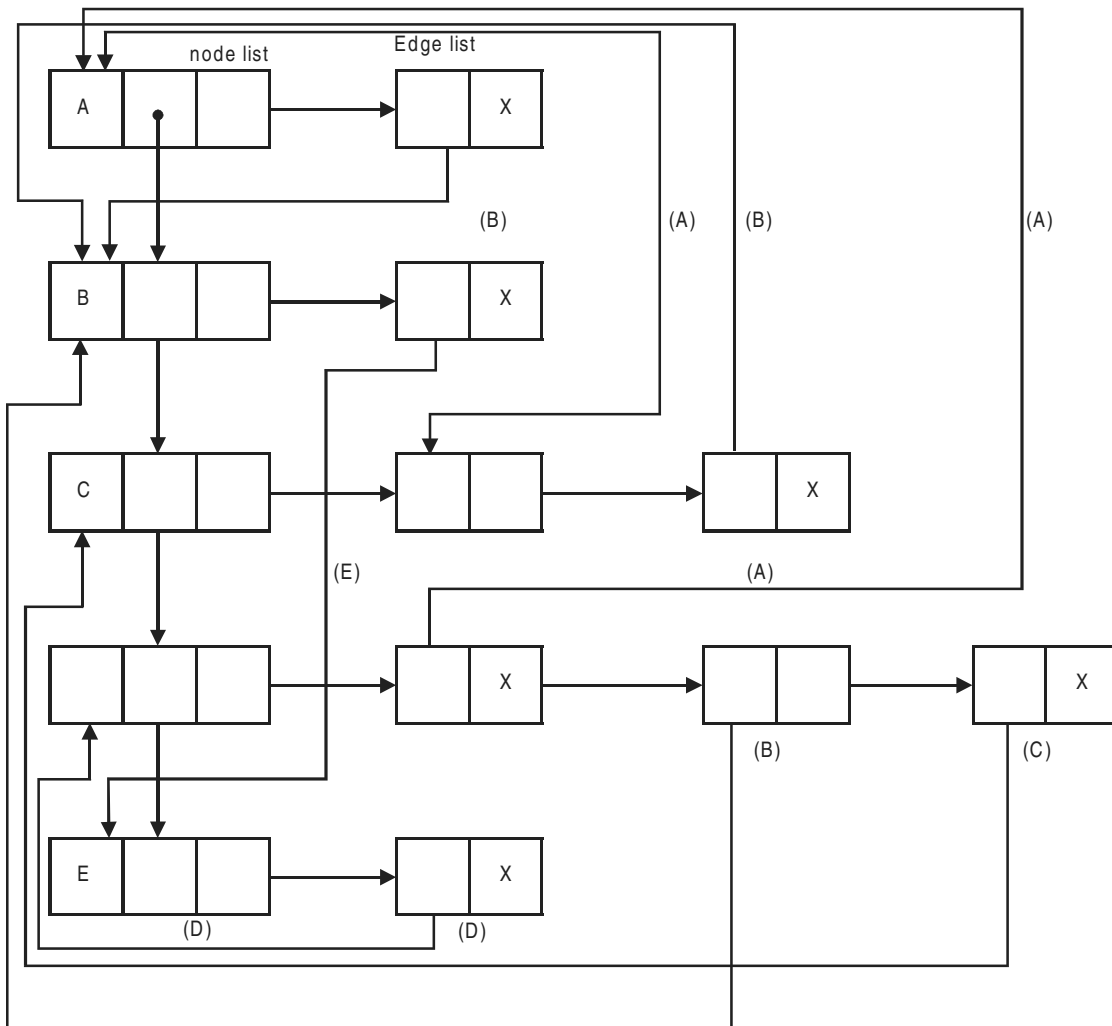 node list Edge list
A X
(B) (A) (B) (A)
B X
C X
(E) (A)
X X
(B) (C)
E X
(D) (D)